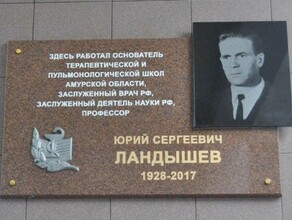 ЗДЕСЬ РАБОТАЛ ОСНОВАТЕЛЬ
ТЕРАПЕВТИЧЕСКОЙ И
ПУЛЬМОНОЛОГИЧЕСКОЙ ШКОЛ
АМУРСКОЙ ОБЛАСТИ,
ЗАСЛУЖЕННЫЙ ВРАЧ РФ,
ЗАСЛУЖЕННЫЙ ДЕЯТЕЛЬ НАУКИ РФ,
ПРОФЕССОР
ЮРИЙ СЕРГЕЕВИЧ
ЛАНДЫШЕВ
1928-2017